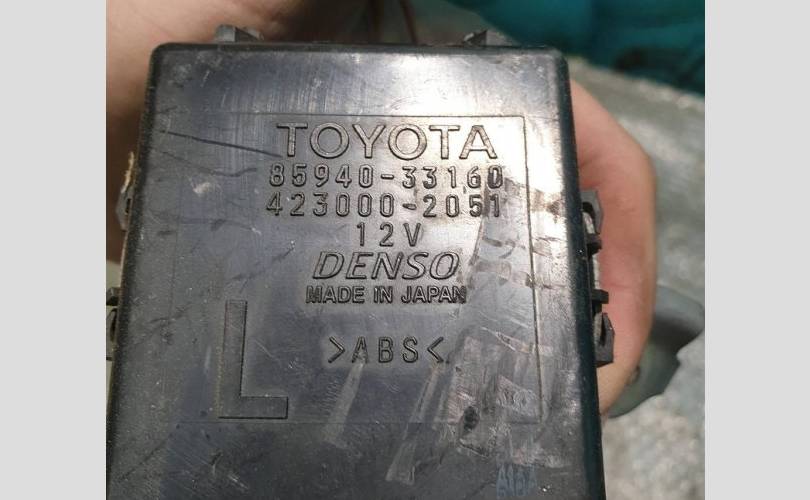 TOYOTA
85940-33160
423000-2051
12V
DENSO
MADE IN JAPAN
>ABS<
L